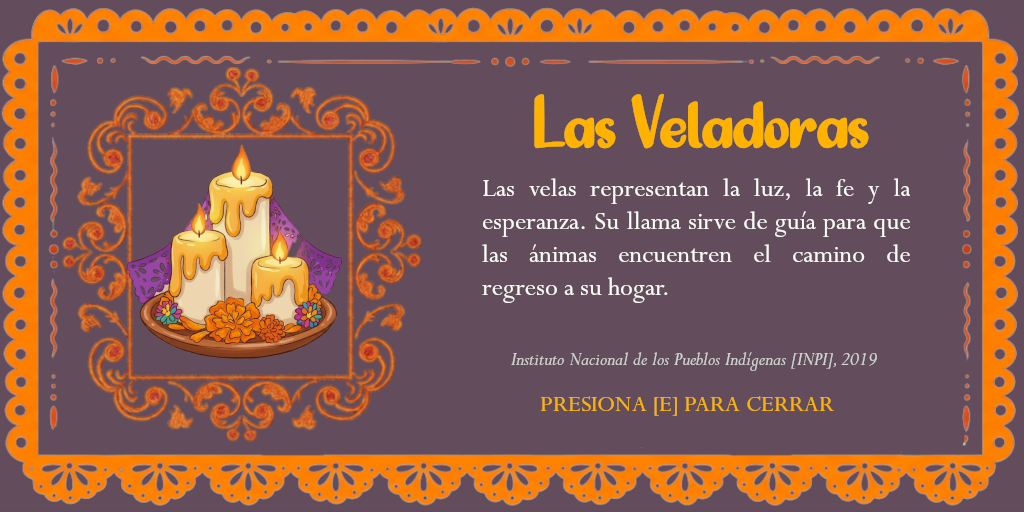 Las Veladoras
Las velas representan la luz, la fe y la
esperanza. Su llama sirve de guía para que
las ánimas encuentren el camino de
regreso a su hogar.
Instituto Nacional de los Pueblos Indígenas [INPI], 2019
PRESIONA [E] PARA CERRAR